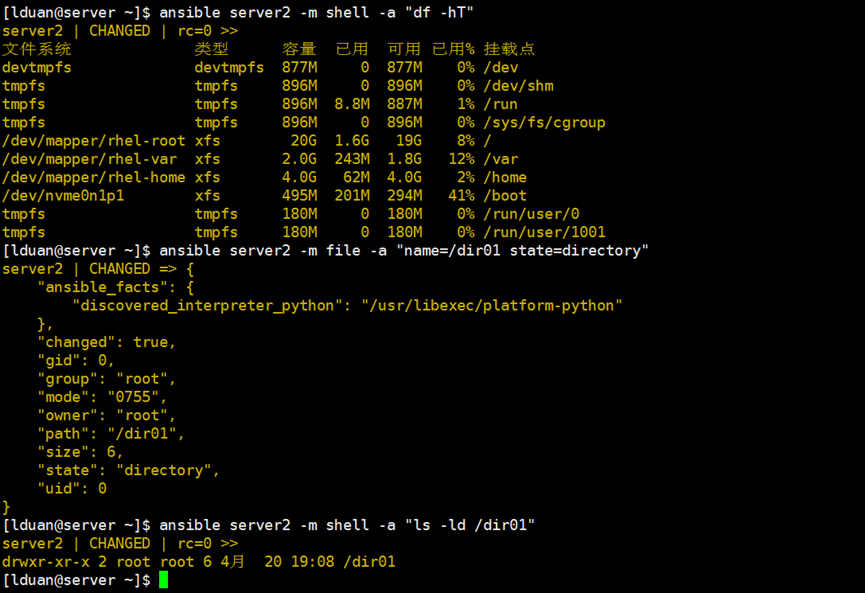 [lduan@server ~]$ ansible server2 -m shell -a "df -hT"
server2 | CHANGED | rc=0 >>
文件系统              类型      容量  已用  可用 已用% 挂载点
devtmpfs              devtmpfs  877M     0  877M    0% /dev
tmpfs                 tmpfs     896M     0  896M    0% /dev/shm
tmpfs                 tmpfs     896M  8.8M  887M    1% /run
tmpfs                 tmpfs     896M     0  896M    0% /sys/fs/cgroup
/dev/mapper/rhel-root xfs        20G  1.6G   19G    8% /
/dev/mapper/rhel-var  xfs       2.0G  243M  1.8G   12% /var
/dev/mapper/rhel-home xfs       4.0G   62M  4.0G    2% /home
/dev/nvme0n1p1        xfs       495M  201M  294M   41% /boot
tmpfs                 tmpfs     180M     0  180M    0% /run/user/0
tmpfs                 tmpfs     180M     0  180M    0% /run/user/1001
[lduan@server ~]$ ansible server2 -m file -a "name=/dir01 state=directory"
server2 | CHANGED => {
    "ansible_facts": {
        "discovered_interpreter_python": "/usr/libexec/platform-python"
    },
    "changed": true,
    "gid": 0,
    "group": "root",
    "mode": "0755",
    "owner": "root",
    "path": "/dir01",
    "size": 6,
    "state": "directory",
    "uid": 0
}
[lduan@server ~]$ ansible server2 -m shell -a "ls -ld /dir01"
server2 | CHANGED | rc=0 >>
drwxr-xr-x 2 root root 6 4月  20 19:08 /dir01
[lduan@server ~]$